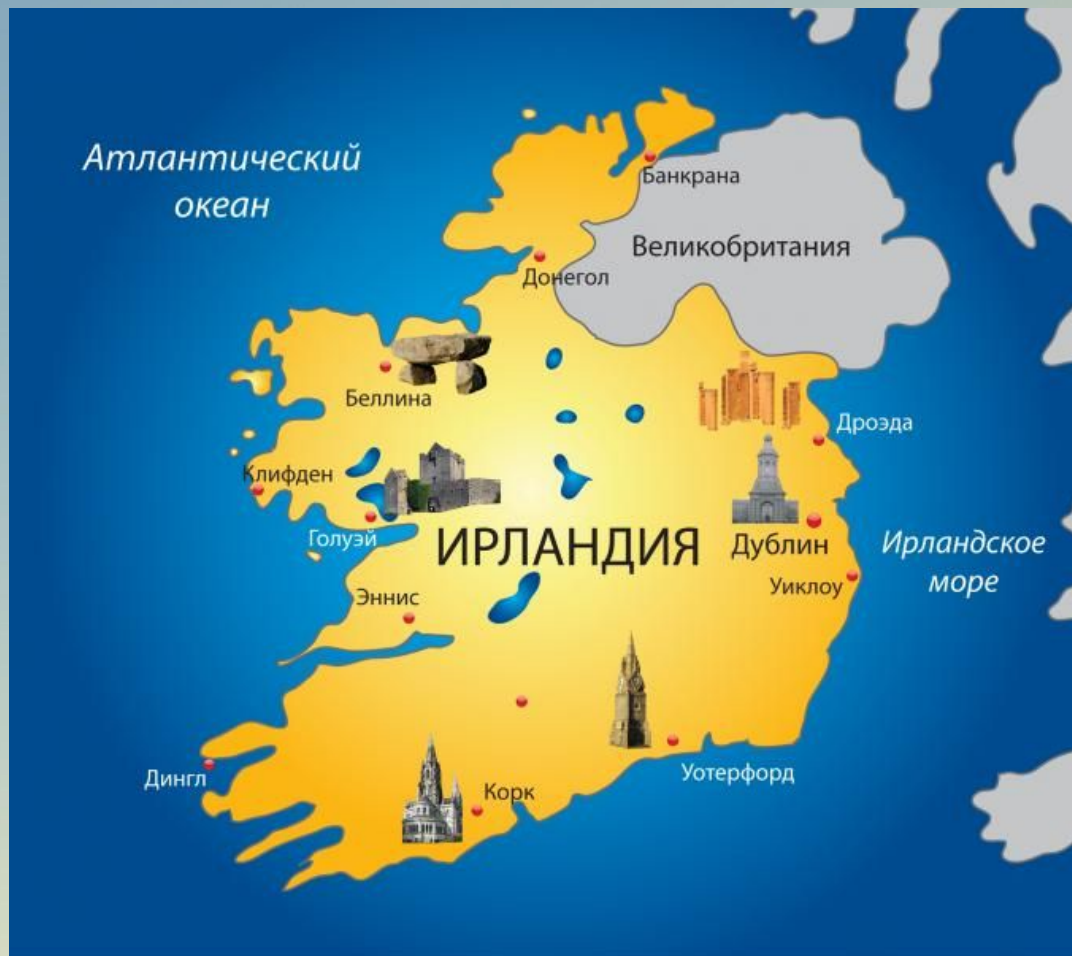 Атлантический
океан
Банкрана
Великобритания
Донегол
Беллина
Дроэда
Клифден
Голуэй
ИРЛАНДИЯ
Дублин
Ирландское
море
Уиклоу
Эннис
Уотерфорд
Дингл
Корк